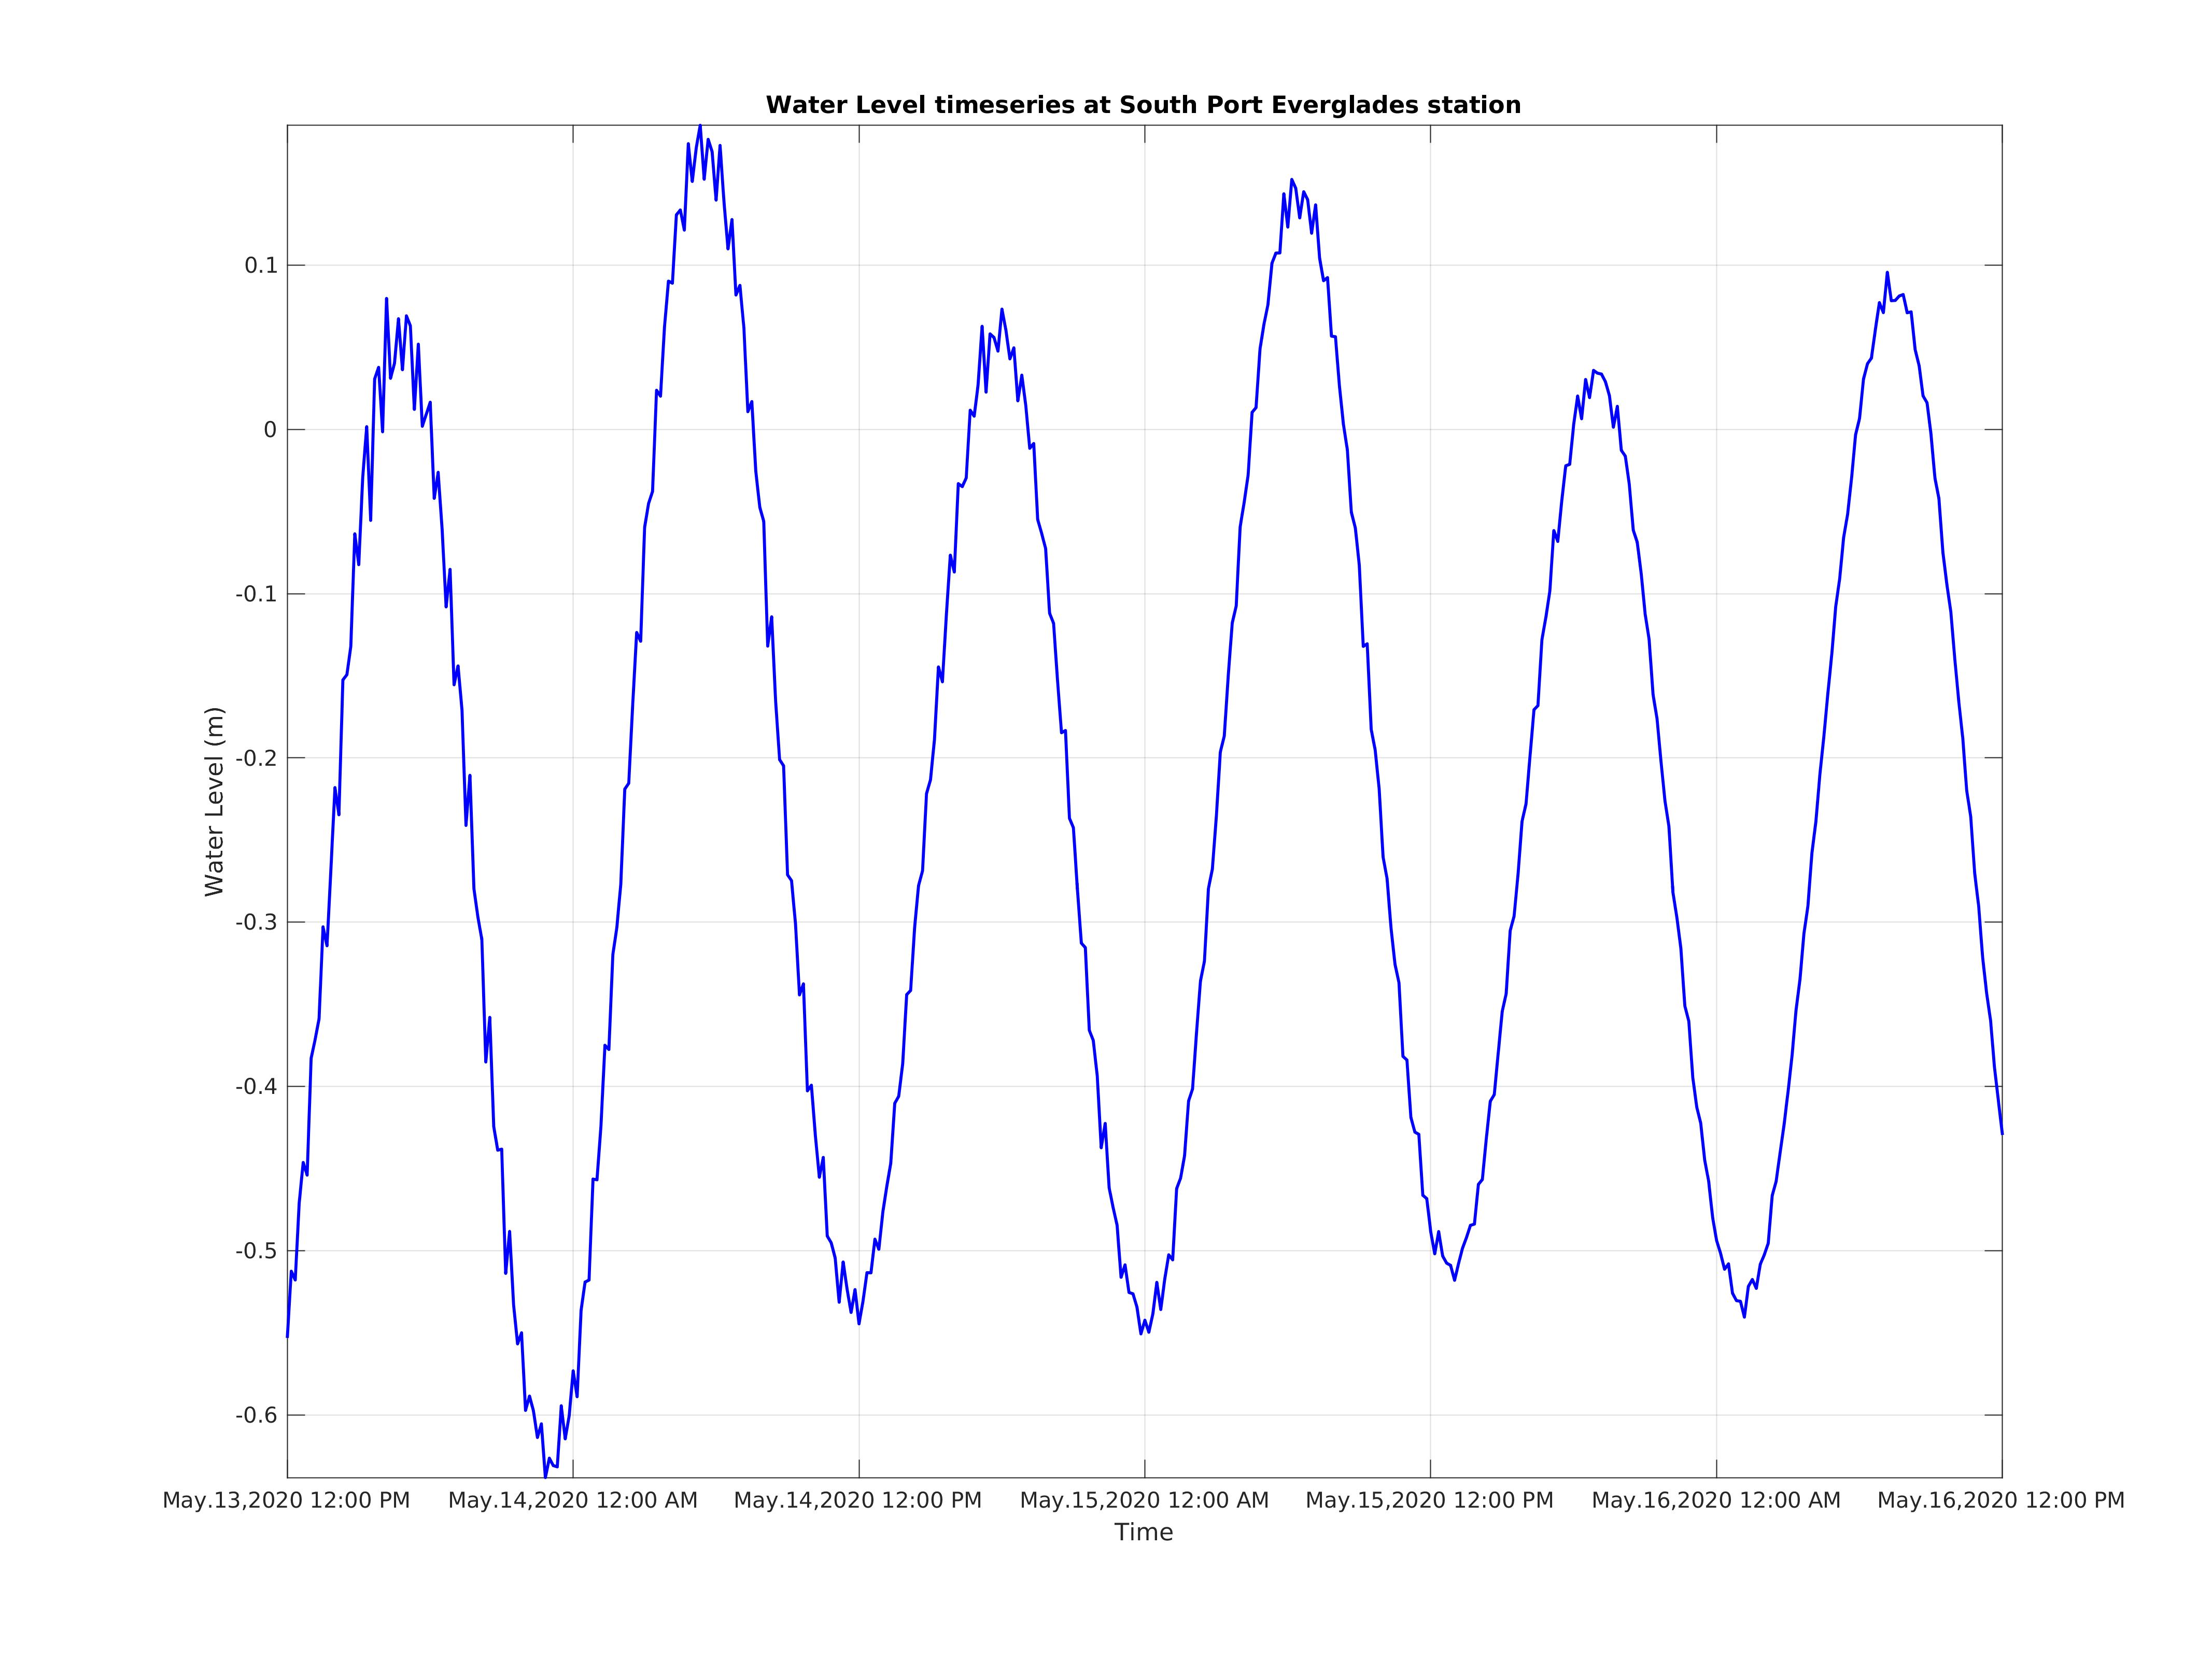 Water Level timeseries at South Port Everglades station
0.1
0
-0.1
-0.2
-0.3
-0.4
-0.5
-0.6
Water Level (m)
May.13,2020 12:00 PM
May.14,2020 12:00 AM
May.14,2020 12:00 PM
May.15,2020 12:00 AM
May.15,2020 12:00 PM
May.16,2020 12:00 AM
May.16,2020 12:00 PM
Time